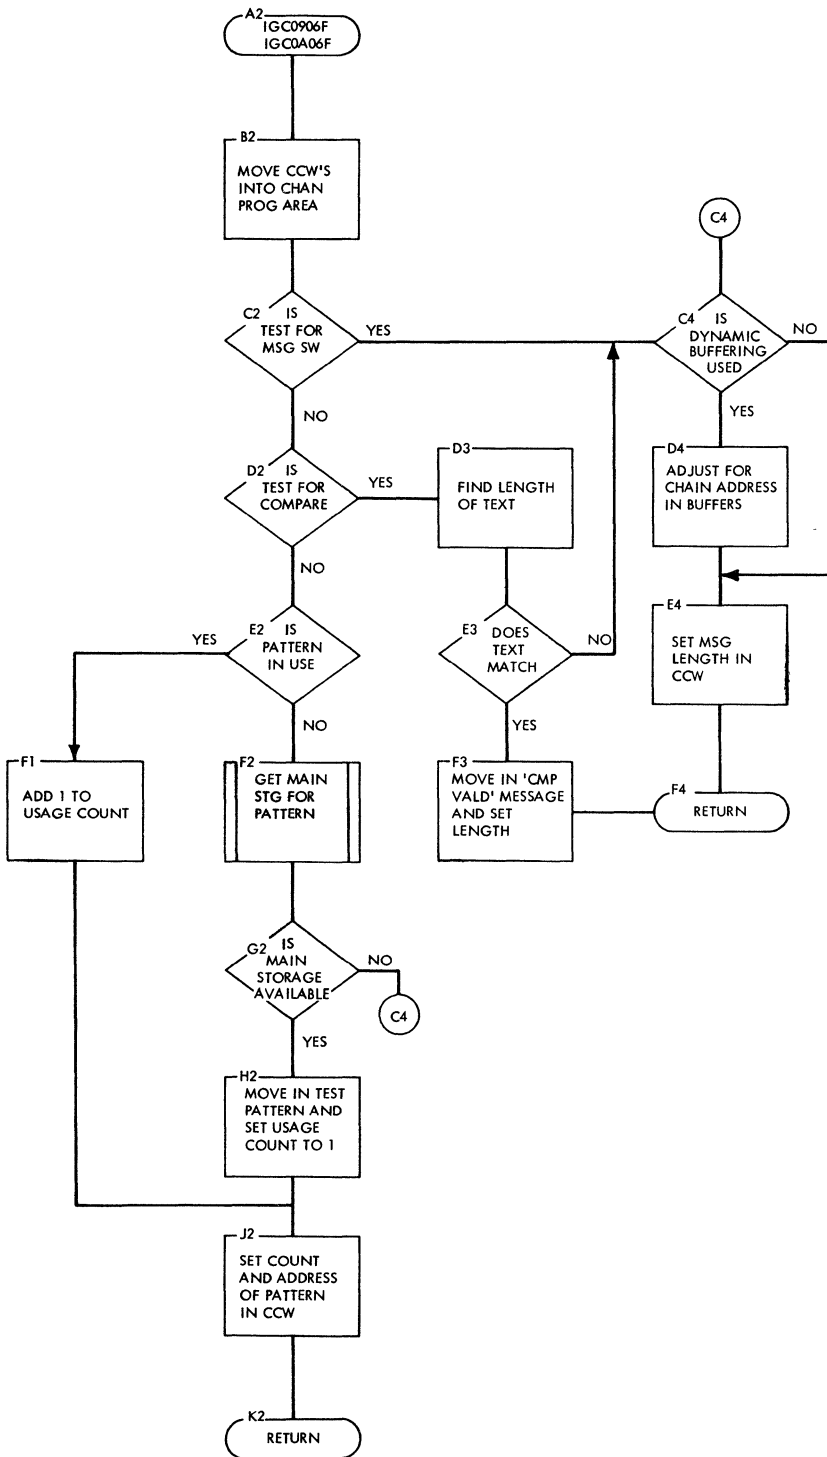 A2
IGC0906F
IGC0A06F
B2
MOVE CCW'S
INTO CHAN
PROG AREA
C4
C2 IS
TEST FOR
MSG SW
YES
NO
C4 IS
DYNAMIC
BUFFERING
USED
NO
YES
D2 IS
TEST FOR
COMPARE
YES
NO
D3
FIND LENGTH
OF TEXT
D4
ADJUST FOR
CHAIN ADDRESS
IN BUFFERS
E2 IS
PATTERN
IN USE
YES
NO
E3 DOES
TEXT
MATCH
NO
YES
E4
SET MSG
LENGTH IN
CCW
F1
ADD 1 TO
USAGE COUNT
F2
GET MAIN
STG FOR
PATTERN
F3
MOVE IN 'CMP
VALD' MESSAGE
AND SET
LENGTH
F4
RETURN
G2 IS
MAIN
STORAGE
AVAILABLE
NO
C4
YES
H2
MOVE IN TEST
PATTERN AND
SET USAGE
COUNT TO 1
J2
SET COUNT
AND ADDRESS
OF PATTERN
IN CCW
K2
RETURN